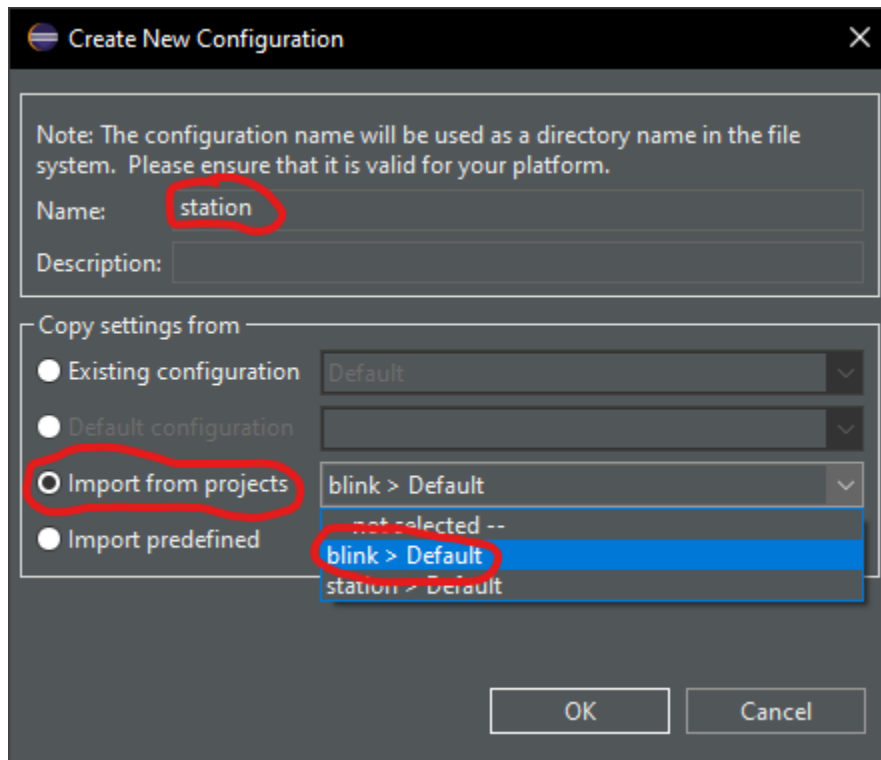 Create New Configuration
Note: The configuration name will be used as a directory name in the file
system. Please ensure that it is valid for your platform.
Name: station
Description:
Copy settings from
Existing configuration Default
Default configuration
Import from projects blink > Default
-- not selected --
Import predefined
blink > Default
station > Default
OK Cancel